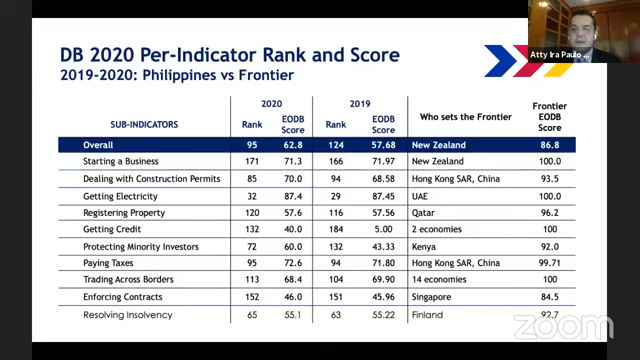 DB 2020 Per-Indicator Rank and Score
2019-2020: Philippines vs Frontier
Atty Ira Paulo
SUB-INDICATORS 2020 Rank EODB Score 2019 Rank EODB Score Who sets the Frontier Frontier EODB Score
Overall 95 62.8 124 57.68 New Zealand 86.8
Starting a Business 171 71.3 166 71.97 New Zealand 100.0
Dealing with Construction Permits 85 70.0 94 68.58 Hong Kong SAR, China 93.5
Getting Electricity 32 87.4 29 87.45 UAE 100.0
Registering Property 120 57.6 116 57.56 Qatar 96.2
Getting Credit 132 40.0 184 5.00 2 economies 100
Protecting Minority Investors 72 60.0 132 43.33 Kenya 92.0
Paying Taxes 95 72.6 94 71.80 Hong Kong SAR, China 99.71
Trading Across Borders 113 68.4 104 69.90 14 economies 100
Enforcing Contracts 152 46.0 151 45.96 Singapore 84.5
Resolving Insolvency 65 55.1 63 55.22 Finland 92.7
zoom